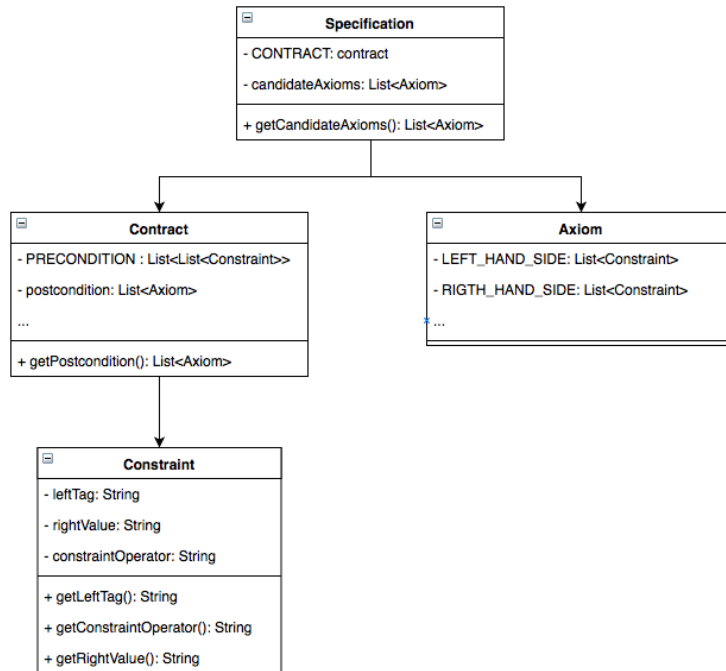 Specification
- CONTRACT: contract
- candidateAxioms: List<Axiom>
+ getCandidateAxioms(): List<Axiom>
Contract
- PRECONDITION : List<List<Constraint>>
- postcondition: List<Axiom>
...
+ getPostcondition(): List<Axiom>
Axiom
- LEFT_HAND_SIDE: List<Constraint>
- RIGTH_HAND_SIDE: List<Constraint>
...
Constraint
- leftTag: String
- rightValue: String
- constraintOperator: String
+ getLeftTag(): String
+ getConstraintOperator(): String
+ getRightValue(): String